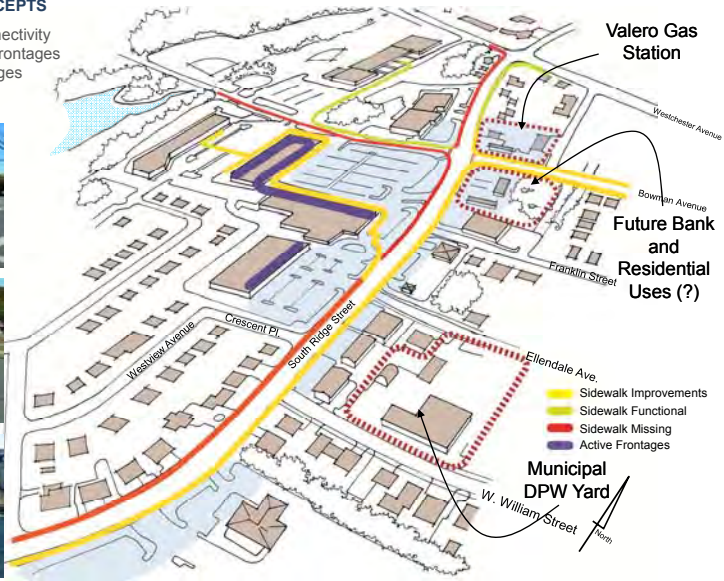 CEPTS
nectivity
Frontages
ges
Valero Gas
Station
Westchester Avenue
Bowman Avenue
Future Bank
and
Residential
Uses (?)
Franklin Street
Crescent Pl.
South Ridge Street
Westview Avenue
Ellendale Ave.
Sidewalk Improvements
Sidewalk Functional
Sidewalk Missing
Active Frontages
Municipal
DPW Yard
W. William Street
North